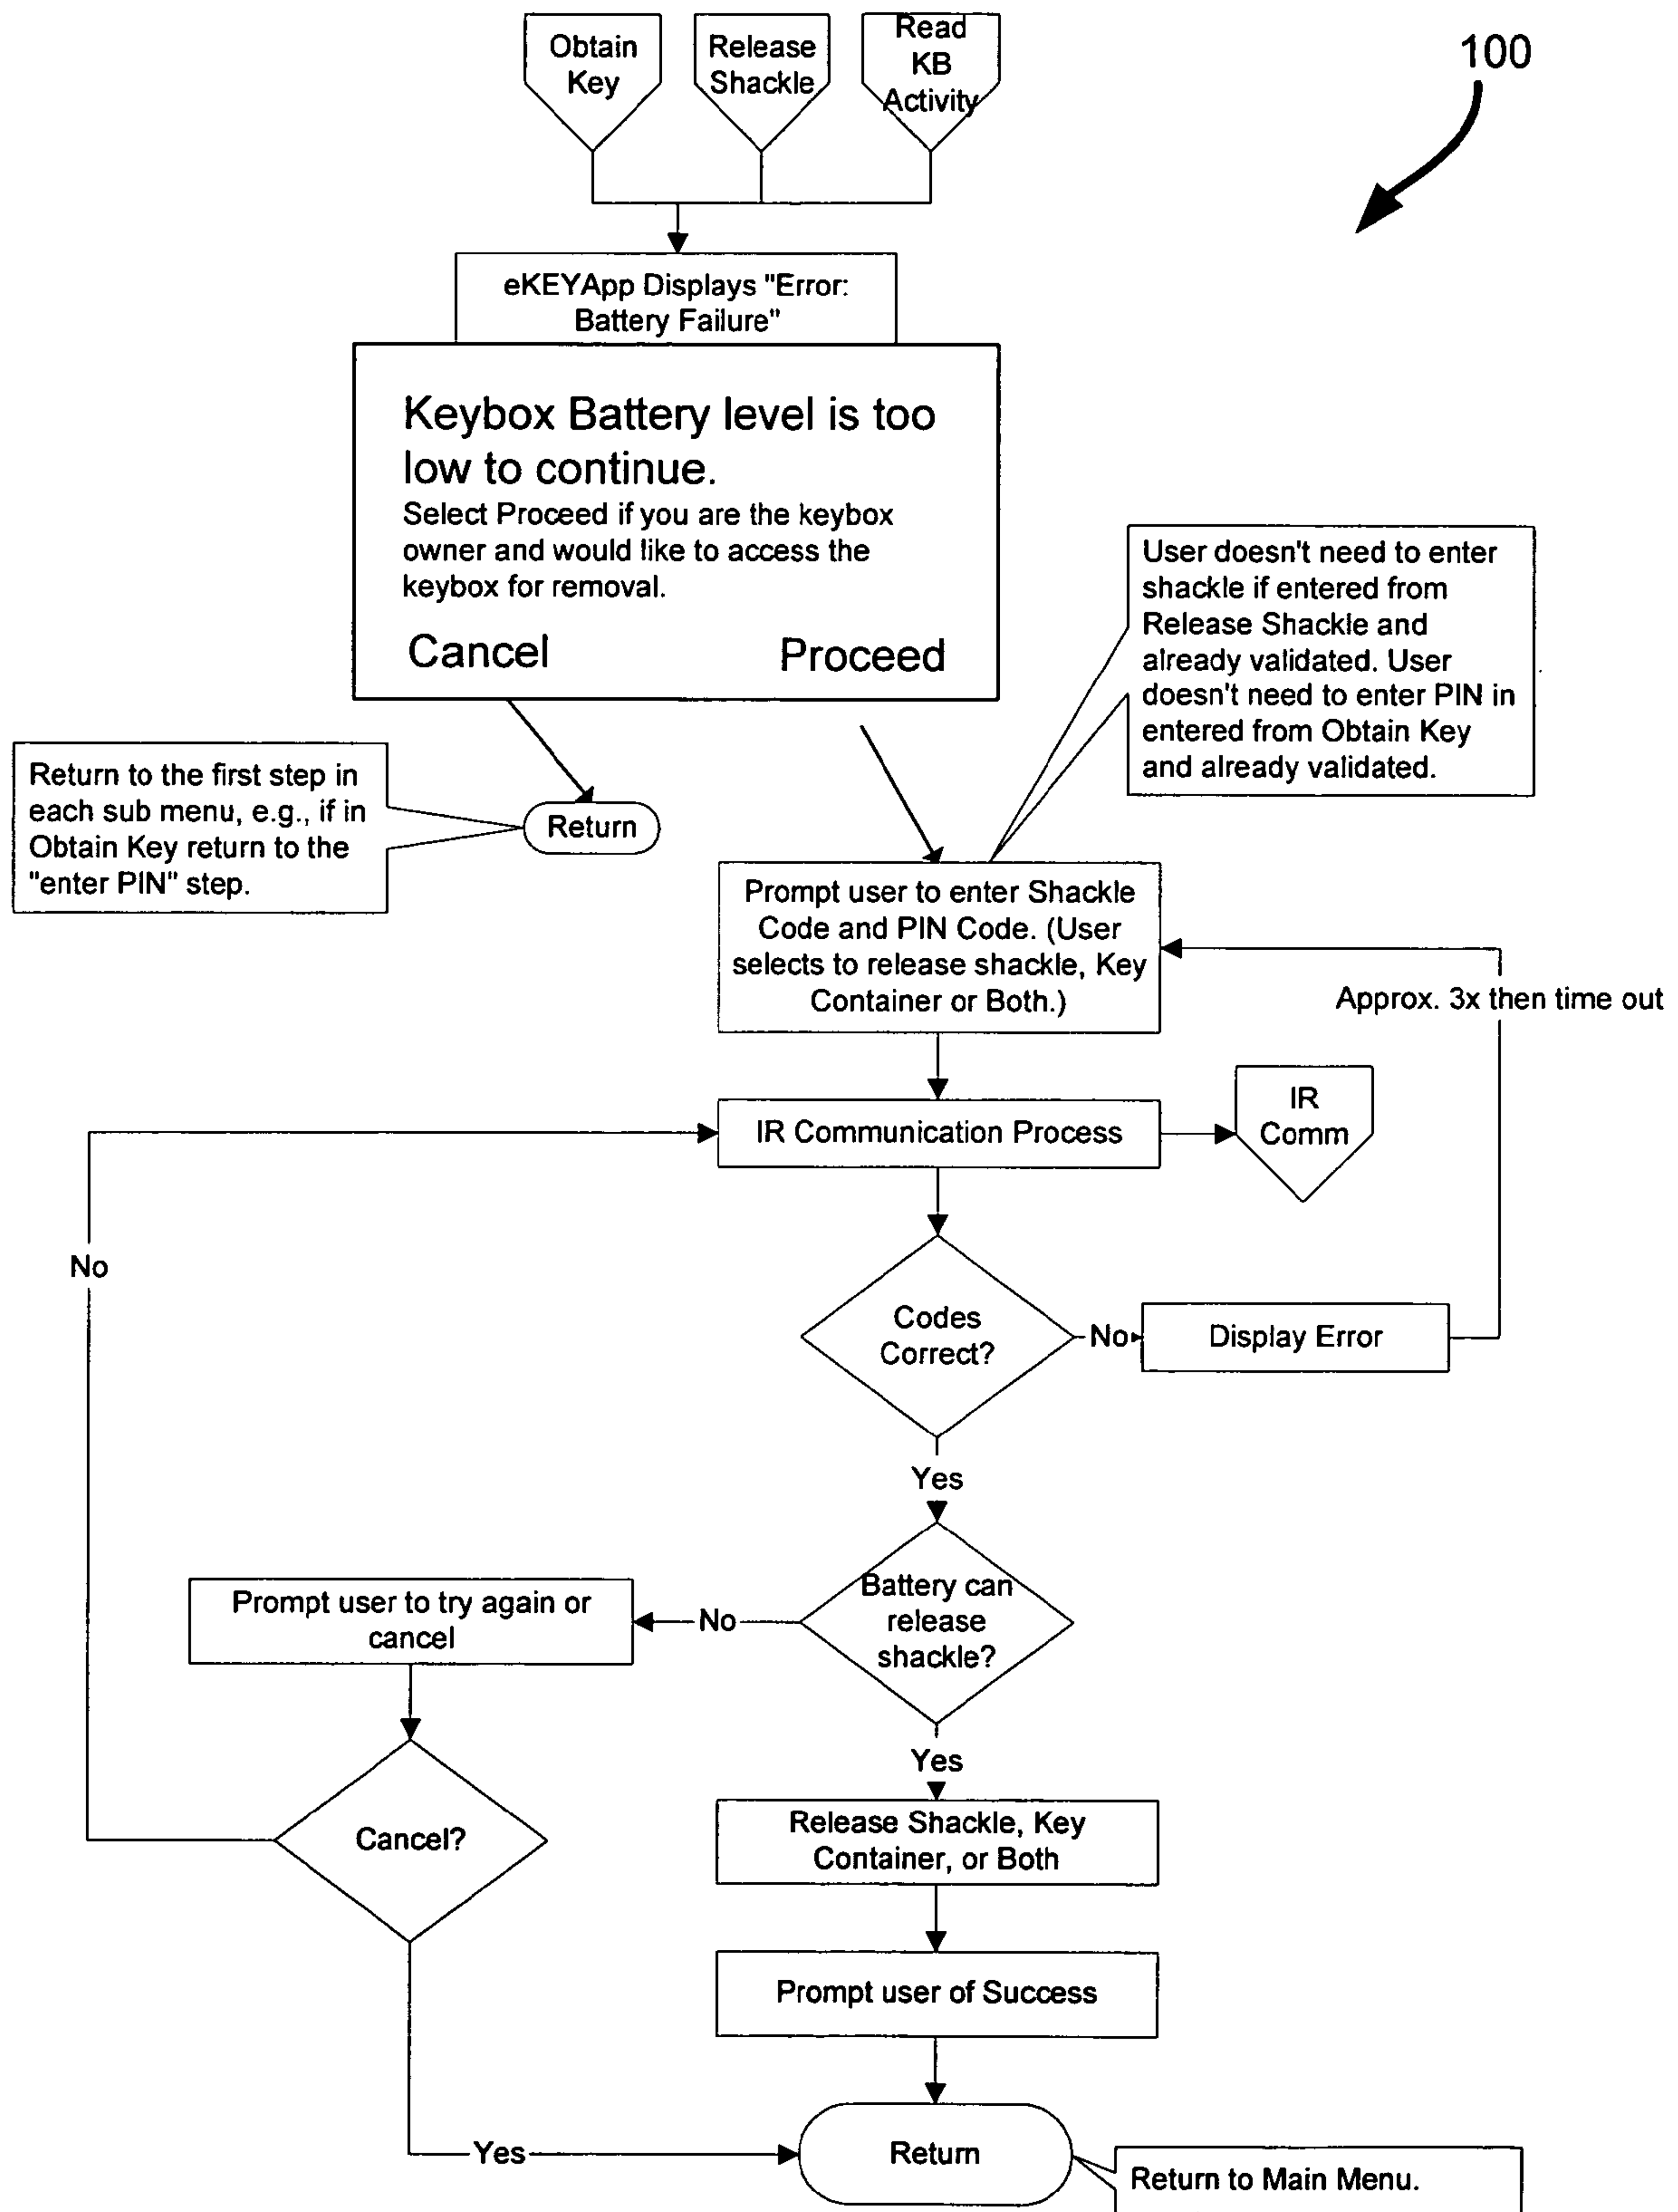 Obtain
Key
Release
Shackle
Read
KB
Activity
100
eKEYApp Displays "Error:
Battery Failure"
Keybox Battery level is too
low to continue.
Select Proceed if you are the keybox
owner and would like to access the
keybox for removal.
Cancel
Proceed
User doesn't need to enter
shackle if entered from
Release Shackle and
already validated. User
doesn't need to enter PIN in
entered from Obtain Key
and already validated.
Return to the first step in
each sub menu, e.g., if in
Obtain Key return to the
"enter PIN" step.
Return
Prompt user to enter Shackle
Code and PIN Code. (User
selects to release shackle, Key
Container or Both.)
Approx. 3x then time out
IR Communication Process
IR
Comm
No
Codes
Correct?
No
Display Error
Yes
Battery can
release
shackle?
No
Prompt user to try again or
cancel
Yes
Cancel?
Release Shackle, Key
Container, or Both
Prompt user of Success
Yes
Return
Return to Main Menu.